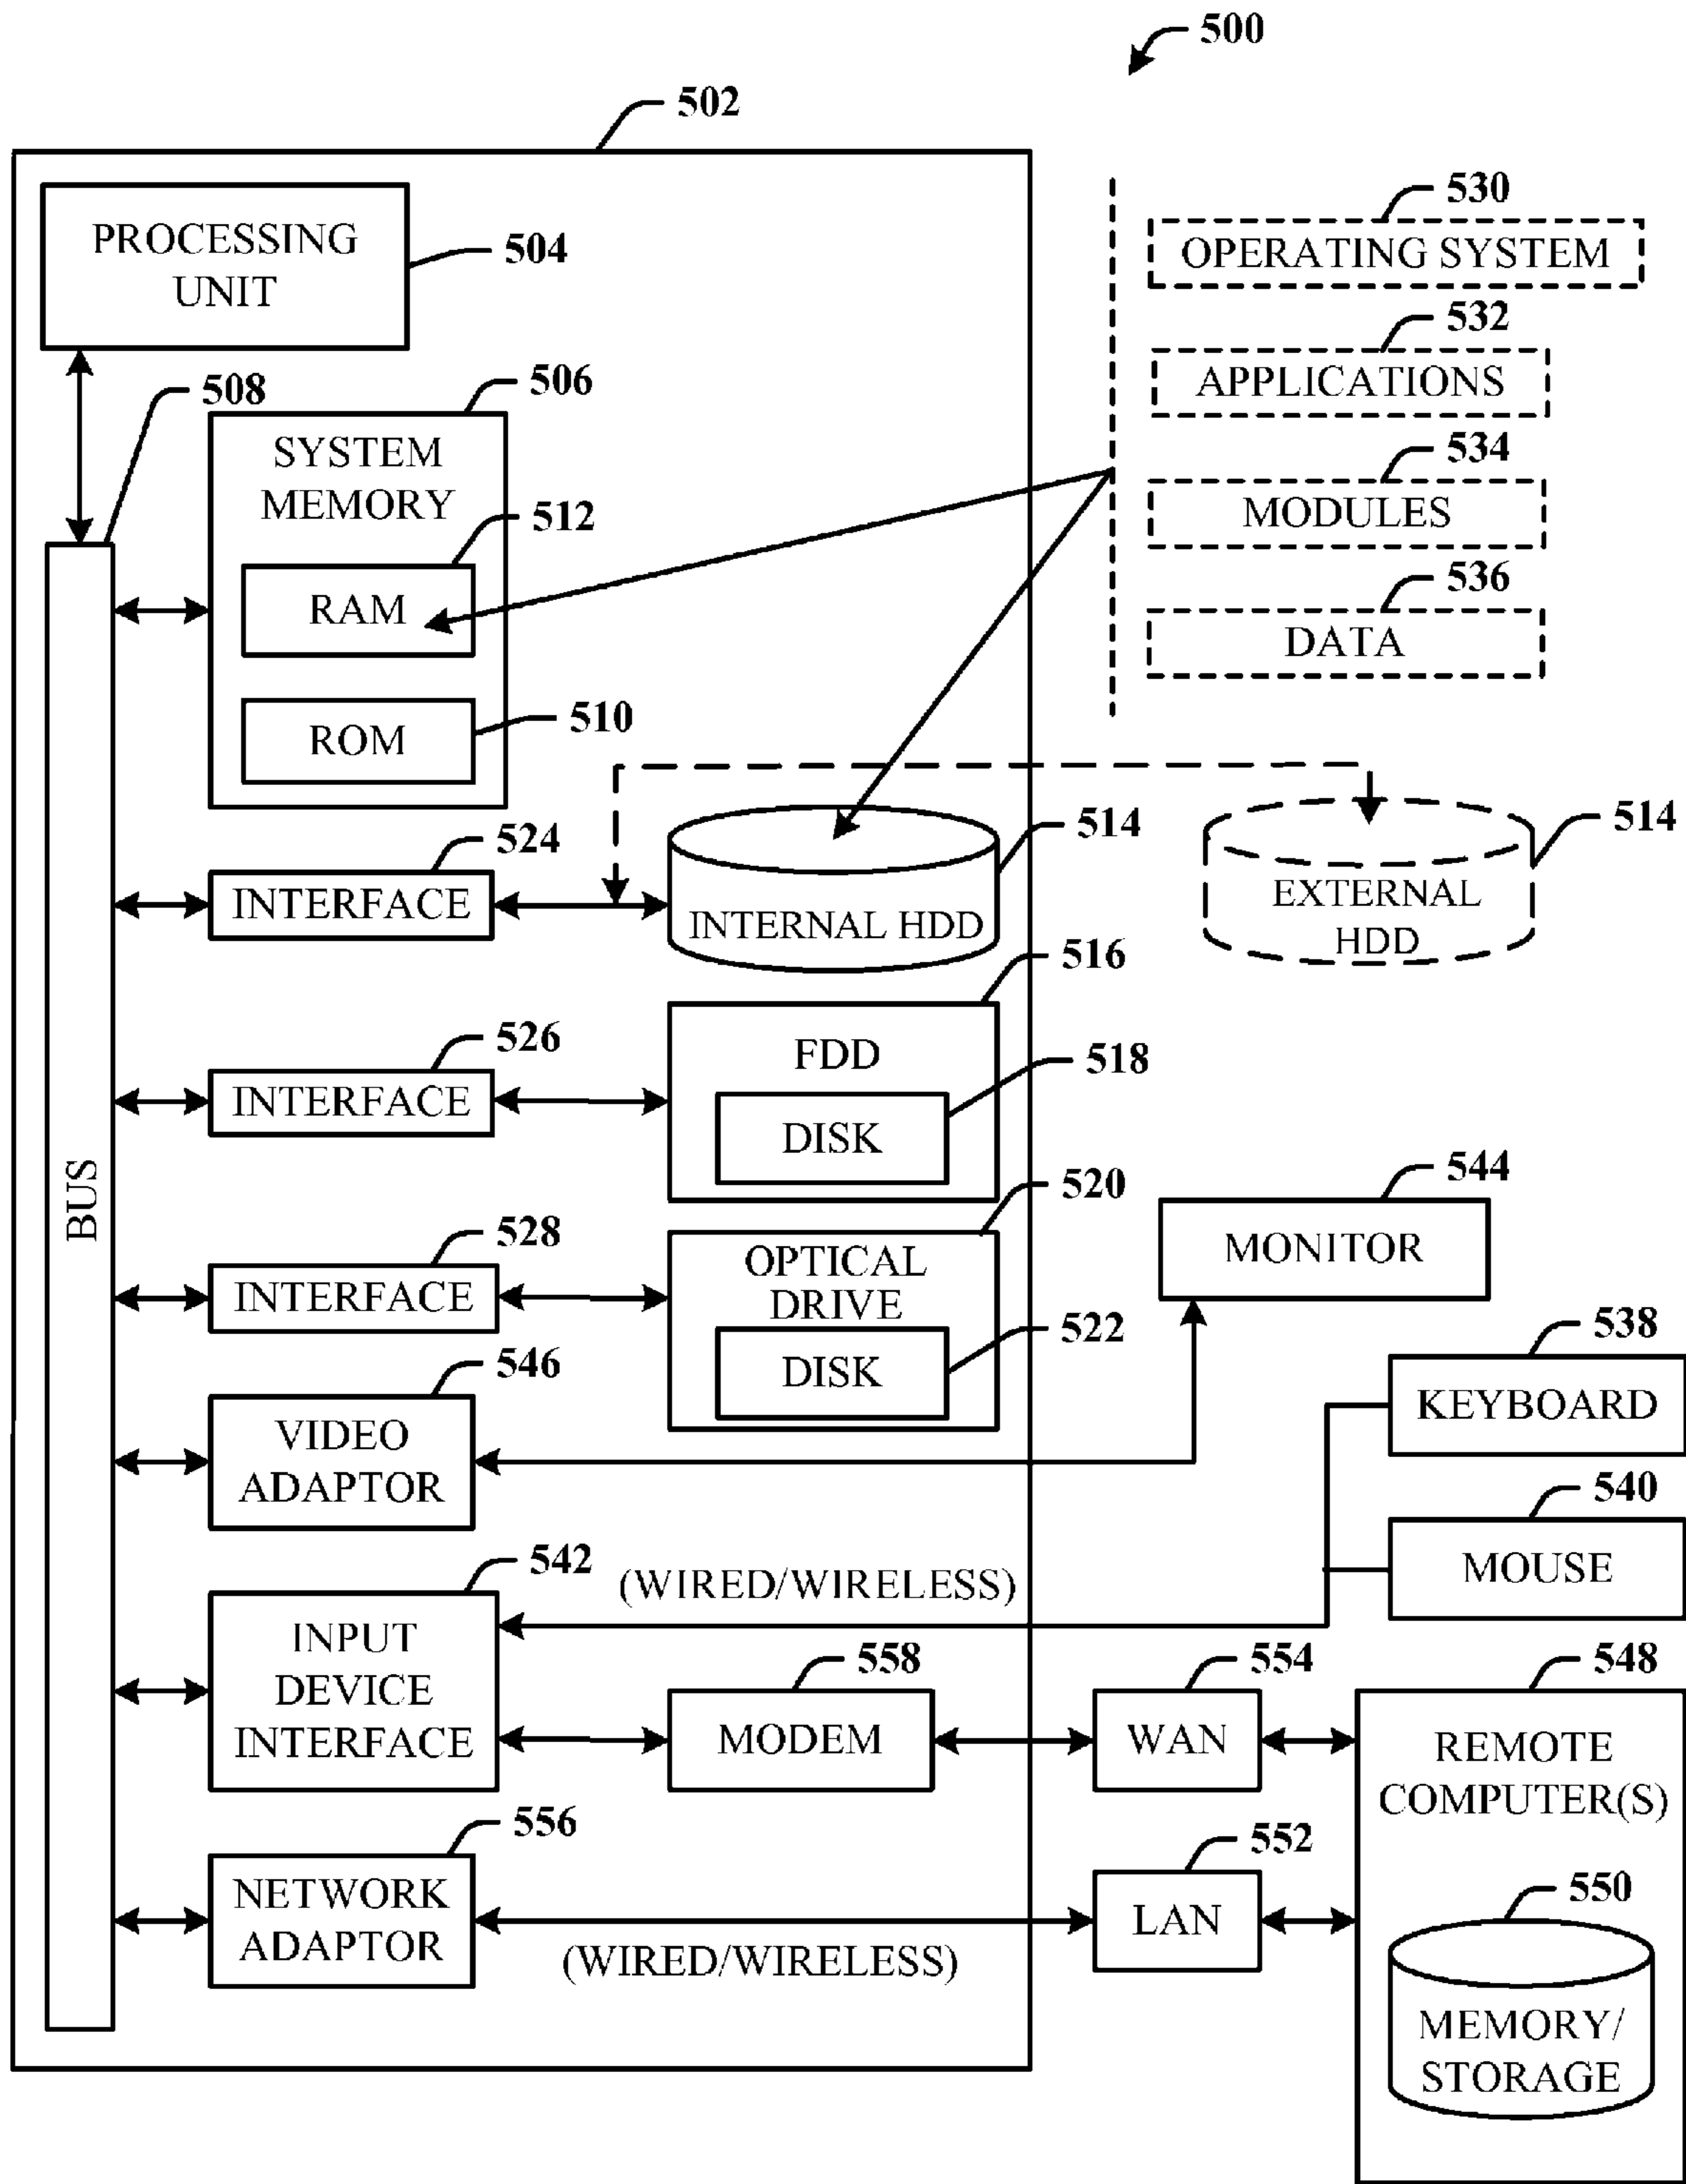 500
502
PROCESSING
UNIT
504
530
OPERATING SYSTEM
532
APPLICATIONS
534
MODULES
536
DATA
508
506
SYSTEM
MEMORY
512
RAM
510
ROM
524
INTERFACE
514
INTERNAL HDD
514
EXTERNAL
HDD
516
526
INTERFACE
FDD
518
DISK
BUS
520
528
INTERFACE
OPTICAL
DRIVE
522
DISK
544
MONITOR
538
KEYBOARD
546
VIDEO
ADAPTOR
540
MOUSE
542
(WIRED/WIRELESS)
INPUT
DEVICE
INTERFACE
558
MODEM
554
WAN
548
REMOTE
COMPUTER(S)
556
NETWORK
ADAPTOR
(WIRED/WIRELESS)
552
LAN
550
MEMORY/
STORAGE